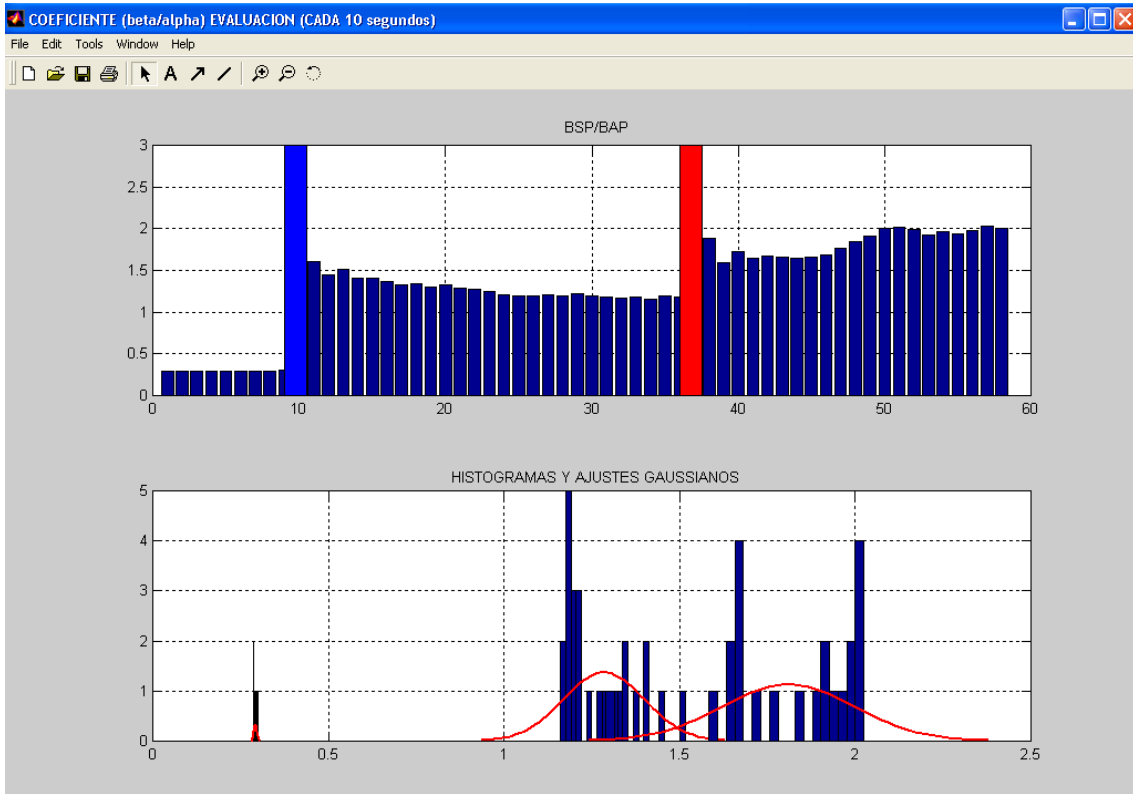 COEFICIENTE (beta/alpha) EVALUACION (CADA 10 segundos)
File Edit Tools Window Help
A
BSP/BAP
3
2.5
2
1.5
1
0.5
0
0 10 20 30 40 50 60
HISTOGRAMAS Y AJUSTES GAUSSIANOS
5
4
3
2
1
0
0 0.5 1 1.5 2 2.5